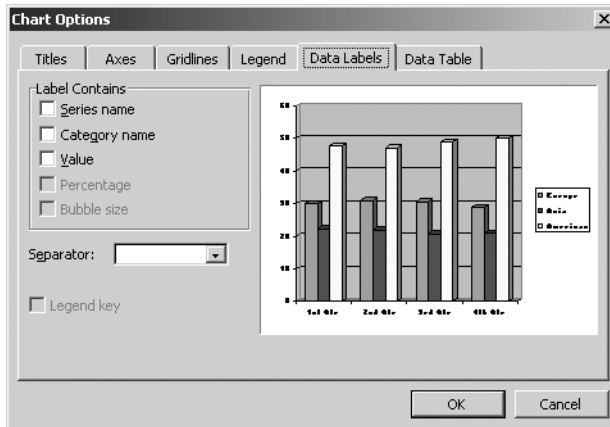 Chart Options
Titles
Axes
Gridlines
Legend
Data Labels
Data Table
Label Contains
Series name
Category name
Value
Percentage
Bubble size
Separator:
Legend key
60
50
40
30
20
10
0
1st Qtr
2nd Qtr
3rd Qtr
4th Qtr
Europe
Asia
Americas
OK
Cancel